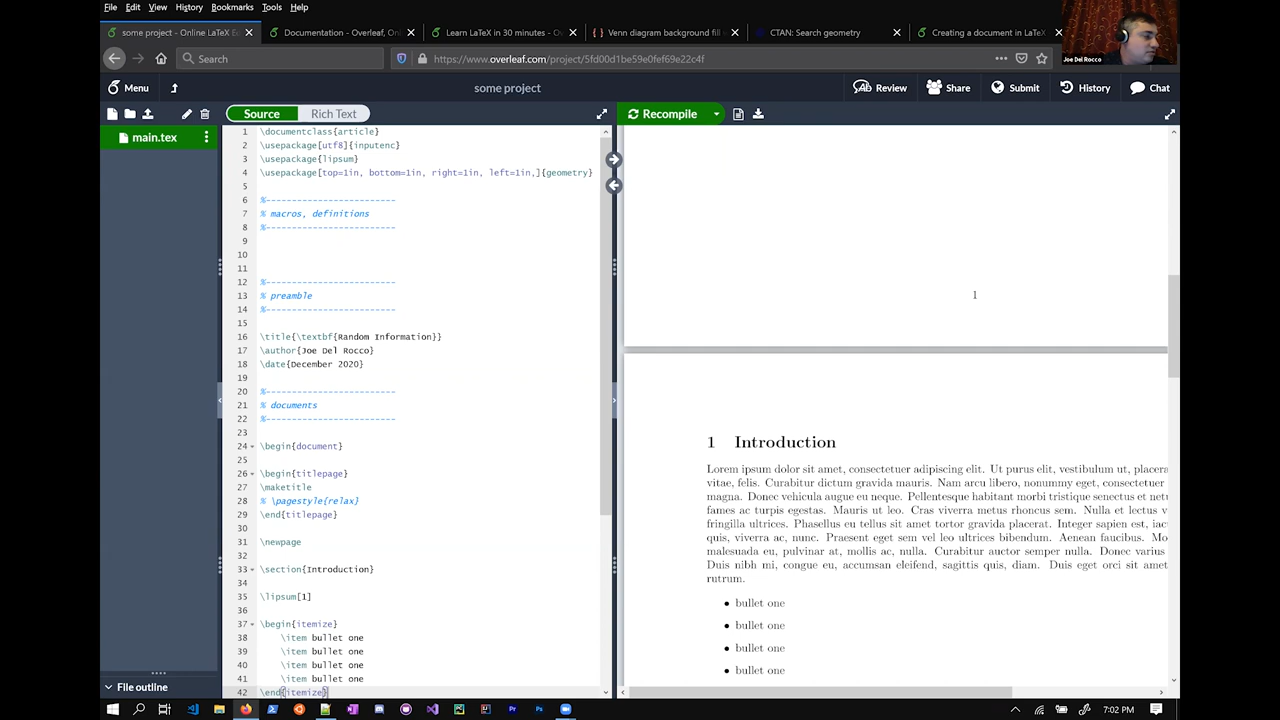 File Edit View History Bookmarks Tools Help
some project - Online LaTeX E
Documentation - Overleaf, On
Learn LaTeX in 30 minutes - Ov
{ } Venn diagram background fill
CTAN: Search geometry
Creating a document in LaTeX
Joe Del Rocco
Search
https://www.overleaf.com/project/5fd00d1be59e0fef69e22c4f
Menu
some project
Review
Share
Submit
History
Chat
Source
Rich Text
Recompile
main.tex
1 \documentclass{article}
2 \usepackage[utf8]{inputenc}
3 \usepackage{lipsum}
4 \usepackage[top=1in, bottom=1in, right=1in, left=1in,]{geometry}
5
6 %------------------------
7 % macros, definitions
8 %------------------------
9
10
11
12 %------------------------
13 % preamble
14 %------------------------
15
16 \title{\textbf{Random Information}}
17 \author{Joe Del Rocco}
18 \date{December 2020}
19
20 %------------------------
21 % documents
22 %------------------------
23
24 \begin{document}
25
26 \begin{titlepage}
27 \maketitle
28 % \pagestyle{relax}
29 \end{titlepage}
30
31 \newpage
32
33 \section{Introduction}
34
35 \lipsum[1]
36
37 \begin{itemize}
38 \item bullet one
39 \item bullet one
40 \item bullet one
41 \item bullet one
42 \end{itemize}
1 Introduction
Lorem ipsum dolor sit amet, consectetuer adipiscing elit. Ut purus elit, vestibulum ut, placera
vitae, felis. Curabitur dictum gravida mauris. Nam arcu libero, nonummy eget, consectetuer
magna. Donec vehicula augue eu neque. Pellentesque habitant morbi tristique senectus et net
fames ac turpis egestas. Mauris ut leo. Cras viverra metus rhoncus sem. Nulla et lectus v
fringilla ultrices. Phasellus eu tellus sit amet tortor gravida placerat. Integer sapien est, iac
quis, viverra ac, nunc. Praesent eget sem vel leo ultrices bibendum. Aenean faucibus. Mo
malesuada eu, pulvinar at, mollis ac, nulla. Curabitur auctor semper nulla. Donec varius
Duis nibh mi, congue eu, accumsan eleifend, sagittis quis, diam. Duis eget orci sit amet
rutrum.
• bullet one
• bullet one
• bullet one
• bullet one
File outline
7:02 PM